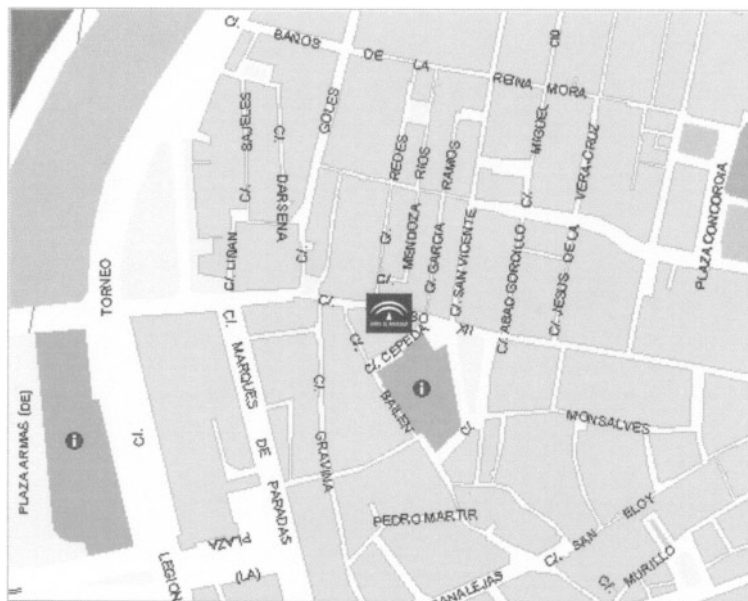 C/. BAÑOS DE LA REINA MORA
CID
C/. MIGUEL
C/. SAJELES
C/. DARSENA
C/. GOLES
REDES
C/.
RIOS
MENDOZA
RAMOS
C/. GARCIA
C/. SAN VICENTE
C/. ABAD GORDILLO
VERA-CRUZ
C/. JESUS DE LA
PLAZA CONCORDIA
C/. LIÑAN
TORNEO
C/.
C/.
XII
C/. CEPEDA
C/.
BAILEN
i
C/. MARQUES DE PARADAS
C/. GRAVINA
C/.
MONSALVES
PLAZA ARMAS (DE)
i
PEDRO MARTIR
C/. SAN ELOY
C/. MURILLO
PLAZA
(LA)
LEGION
CANALEJAS